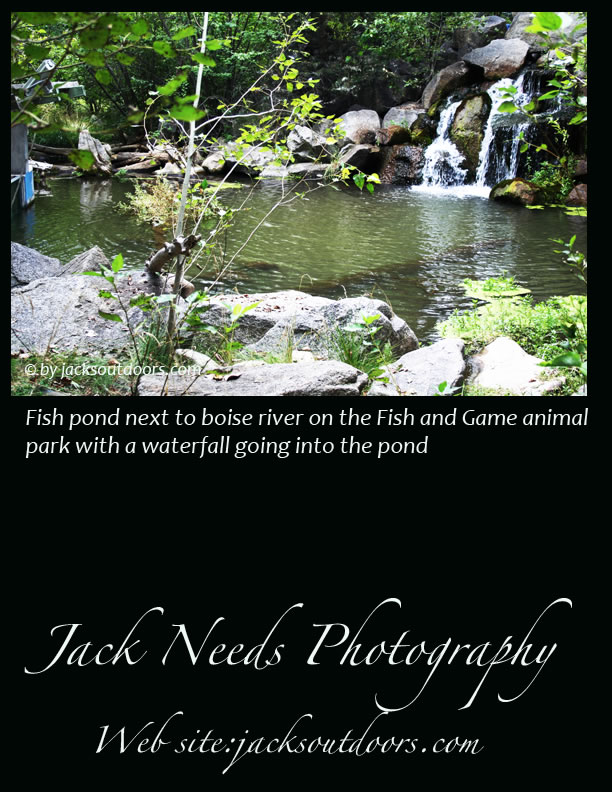 © by jacksoutdoors.com
Fish pond next to boise river on the Fish and Game animal
park with a waterfall going into the pond
Jack Needs Photography
Web site:jacksoutdoors.com